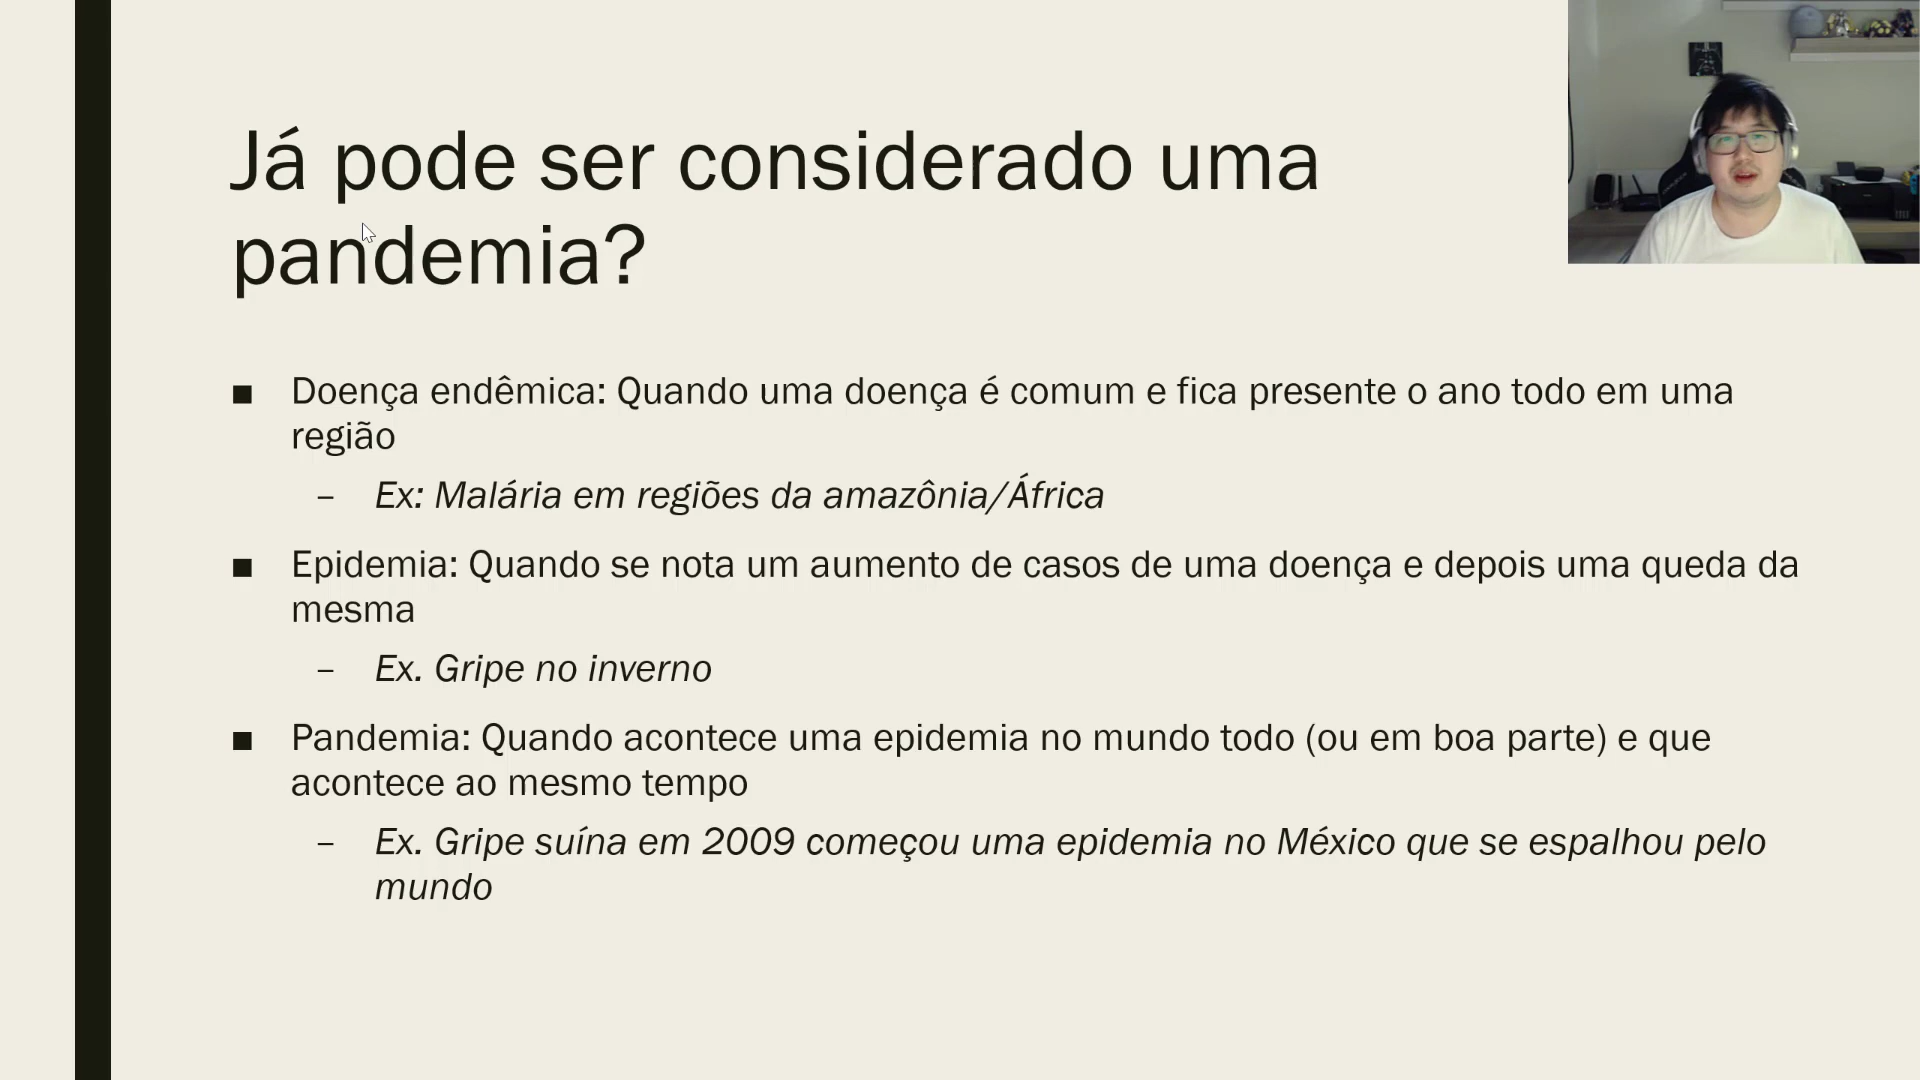 Já pode ser considerado uma
pandemia?
■ Doença endêmica: Quando uma doença é comum e fica presente o ano todo em uma
região
– Ex: Malária em regiões da amazônia/África
■ Epidemia: Quando se nota um aumento de casos de uma doença e depois uma queda da
mesma
– Ex. Gripe no inverno
■ Pandemia: Quando acontece uma epidemia no mundo todo (ou em boa parte) e que
acontece ao mesmo tempo
– Ex. Gripe suína em 2009 começou uma epidemia no México que se espalhou pelo
mundo